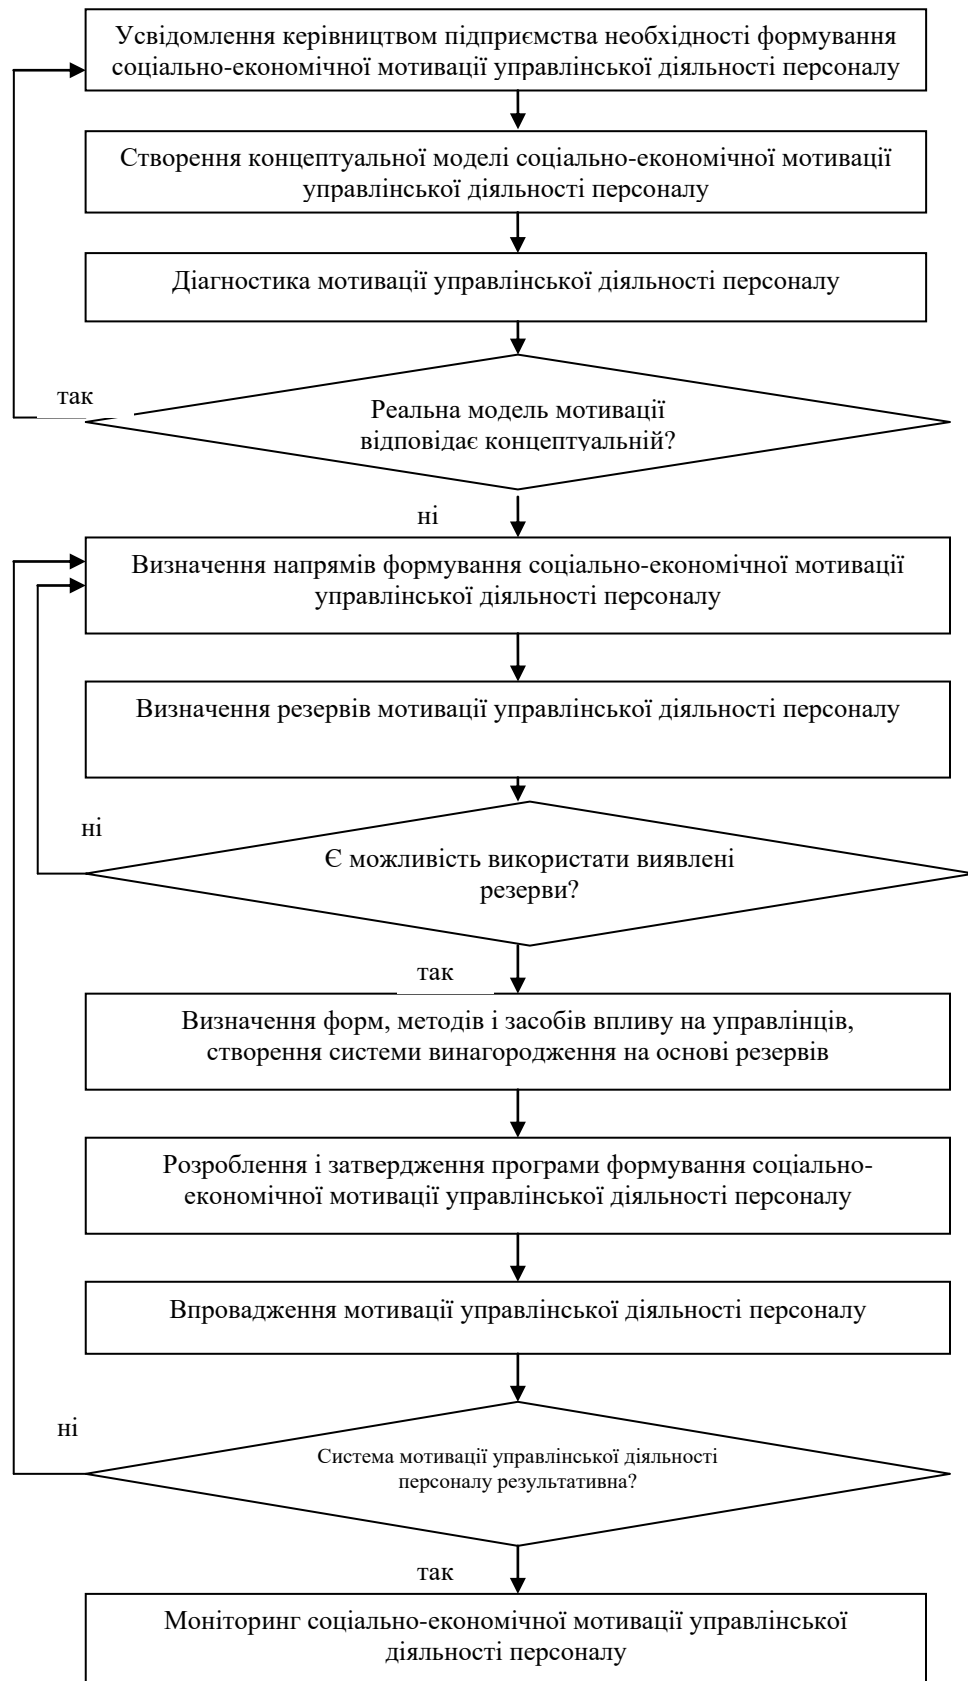 Усвідомлення керівництвом підприємства необхідності формування
соціально-економічної мотивації управлінської діяльності персоналу
Створення концептуальної моделі соціально-економічної мотивації
управлінської діяльності персоналу
Діагностика мотивації управлінської діяльності персоналу
так
Реальна модель мотивації
відповідає концептуальній?
ні
Визначення напрямів формування соціально-економічної мотивації
управлінської діяльності персоналу
Визначення резервів мотивації управлінської діяльності персоналу
ні
Є можливість використати виявлені
резерви?
так
Визначення форм, методів і засобів впливу на управлінців,
створення системи винагородження на основі резервів
Розроблення і затвердження програми формування соціально-
економічної мотивації управлінської діяльності персоналу
Впровадження мотивації управлінської діяльності персоналу
ні
Система мотивації управлінської діяльності
персоналу результативна?
так
Моніторинг соціально-економічної мотивації управлінської
діяльності персоналу